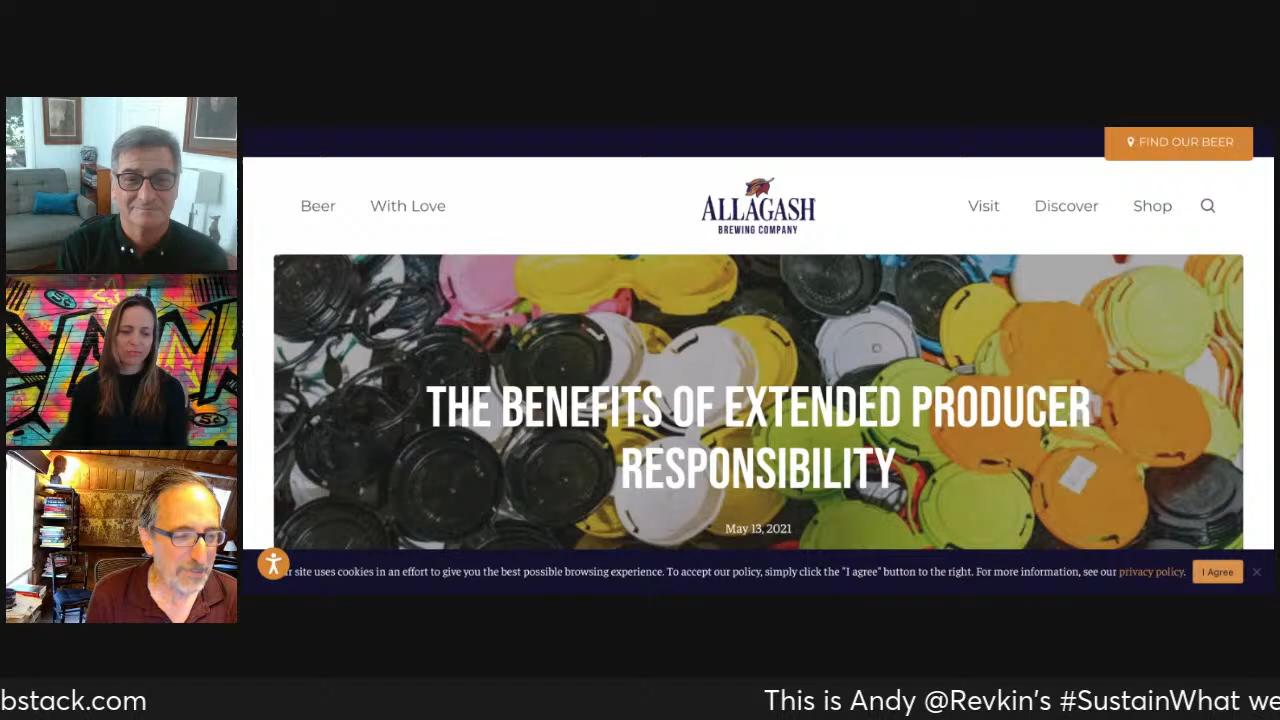 FIND OUR BEER
Beer
With Love
ALLAGASH
BREWING COMPANY
Visit
Discover
Shop
THE BENEFITS OF EXTENDED PRODUCER
RESPONSIBILITY
May 13, 2021
site uses cookies in an effort to give you the best possible browsing experience. To accept our policy, simply click the "I agree" button to the right. For more information, see our privacy policy.
I Agree
bstack.com
This is Andy @Revkin's #SustainWhat we